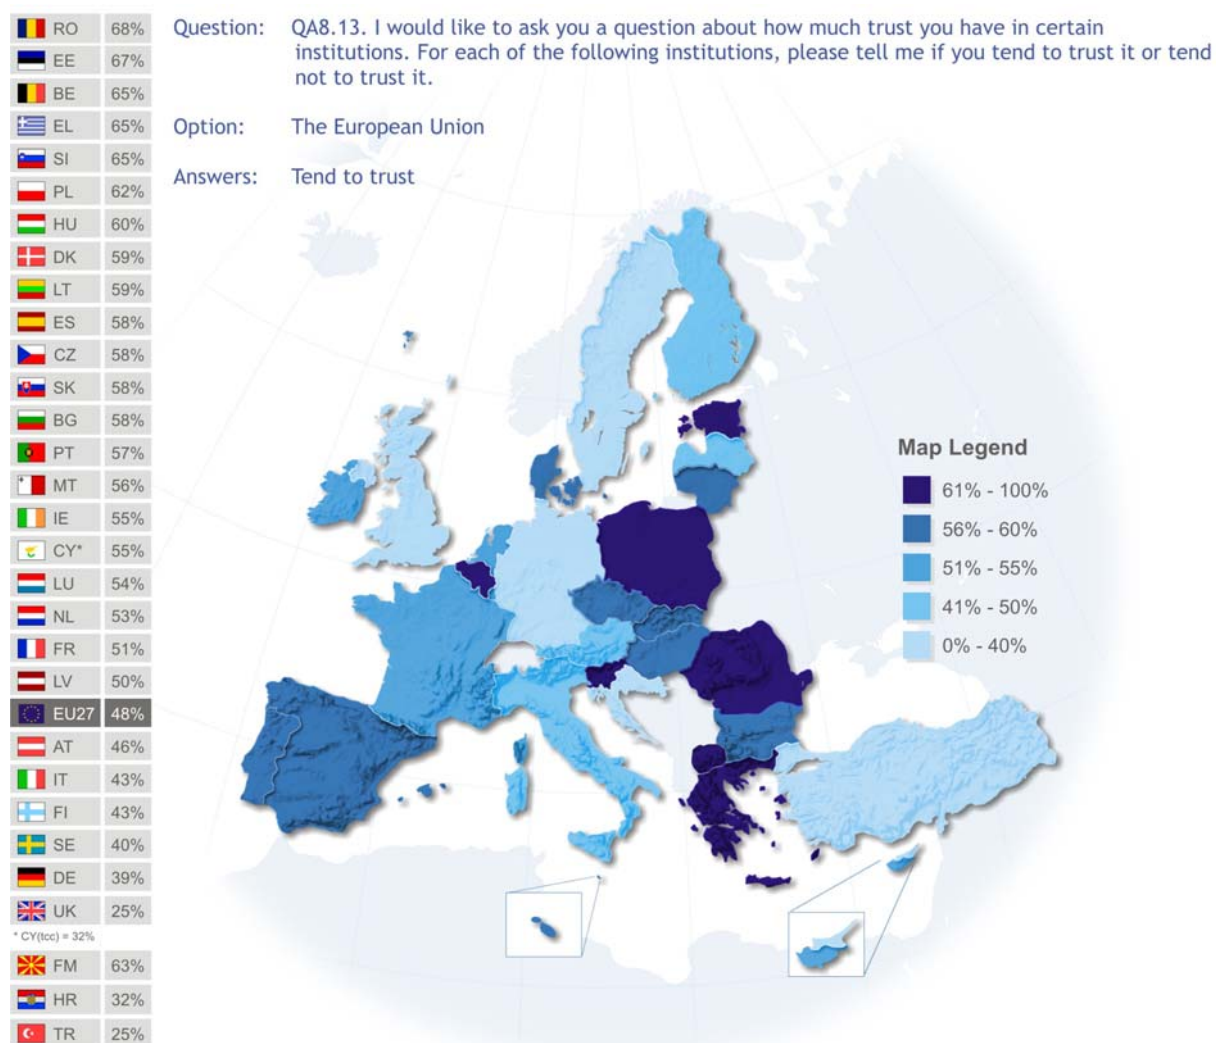 Question: QA8.13. I would like to ask you a question about how much trust you have in certain
institutions. For each of the following institutions, please tell me if you tend to trust it or tend
not to trust it.
Option: The European Union
Answers: Tend to trust
RO 68%
EE 67%
BE 65%
EL 65%
SI 65%
PL 62%
HU 60%
DK 59%
LT 59%
ES 58%
CZ 58%
SK 58%
BG 58%
PT 57%
MT 56%
IE 55%
CY* 55%
LU 54%
NL 53%
FR 51%
LV 50%
EU27 48%
AT 46%
IT 43%
FI 43%
SE 40%
DE 39%
UK 25%
* CY(tcc) = 32%
FM 63%
HR 32%
TR 25%
Map Legend
61% - 100%
56% - 60%
51% - 55%
41% - 50%
0% - 40%